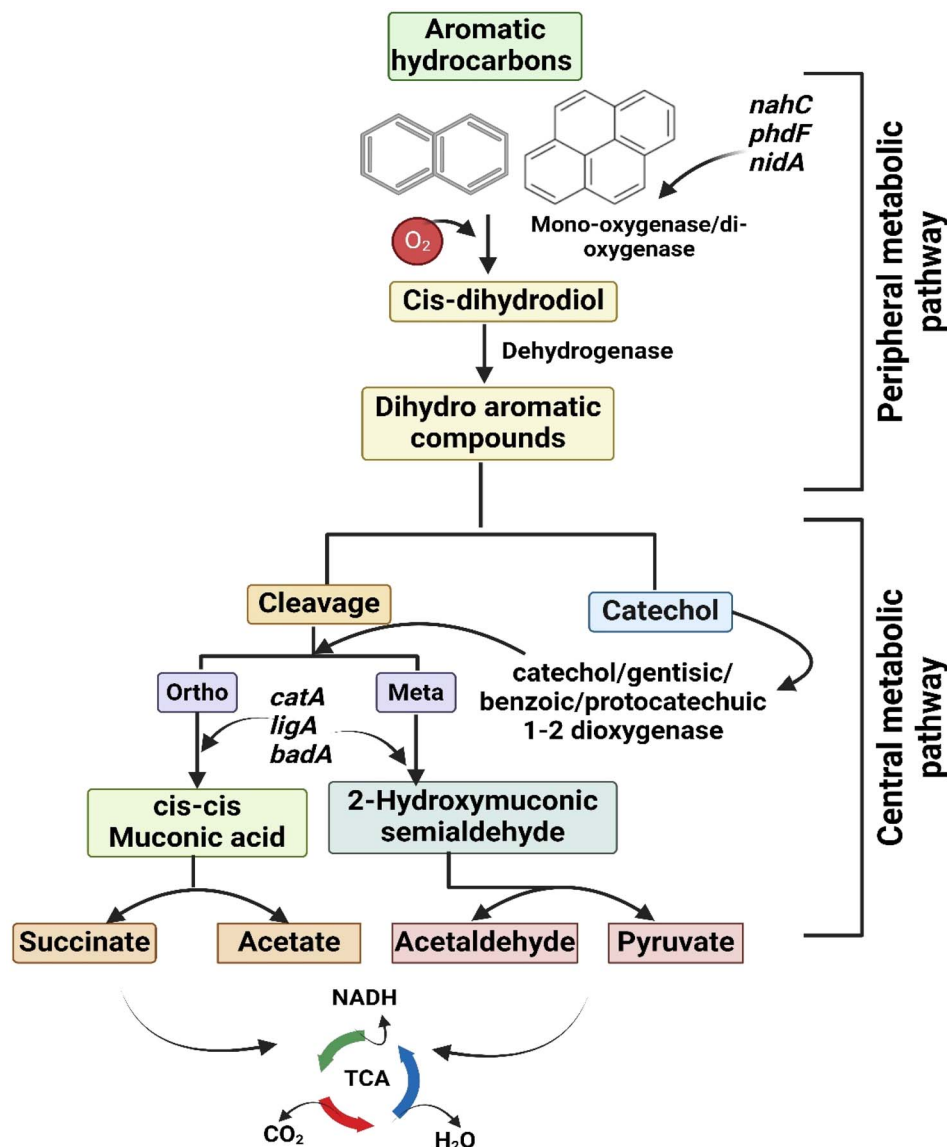 Aromatic
hydrocarbons
nahC
phdF
nidA
Mono-oxygenase/di-
oxygenase
O₂
Cis-dihydrodiol
Dehydrogenase
Dihydro aromatic
compounds
Peripheral metabolic
pathway
Cleavage
Catechol
catechol/gentisic/
benzoic/protocatechuic
1-2 dioxygenase
Ortho
Meta
catA
ligA
badA
cis-cis
Muconic acid
2-Hydroxymuconic
semialdehyde
Succinate
Acetate
Acetaldehyde
Pyruvate
Central metabolic
pathway
NADH
TCA
CO₂
H₂O